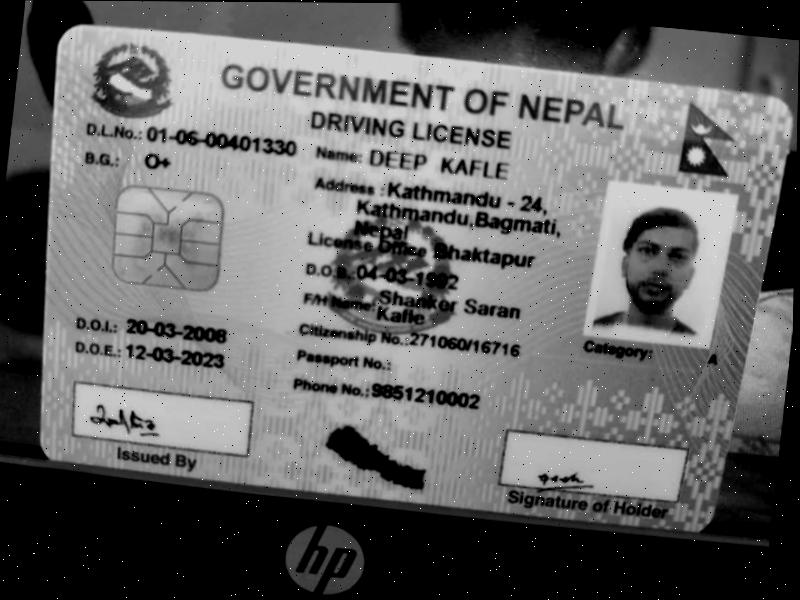 GOVERNMENT OF NEPAL
DRIVING LICENSE
D.L.No.: 01-06-00401330
B.G.: O+
Name: DEEP KAFLE
Address : Kathmandu - 24,
Kathmandu,Bagmati,
Nepal
License Office Bhaktapur
D.O.B.: 04-03-1992
F/H Name: Shanker Saran
Kafle
D.O.I.: 20-03-2008
D.O.E.: 12-03-2023
Citizenship No.:271060/16716
Passport No.:
Phone No.: 9851210002
Category: A
Issued By
Signature of Holder
hp